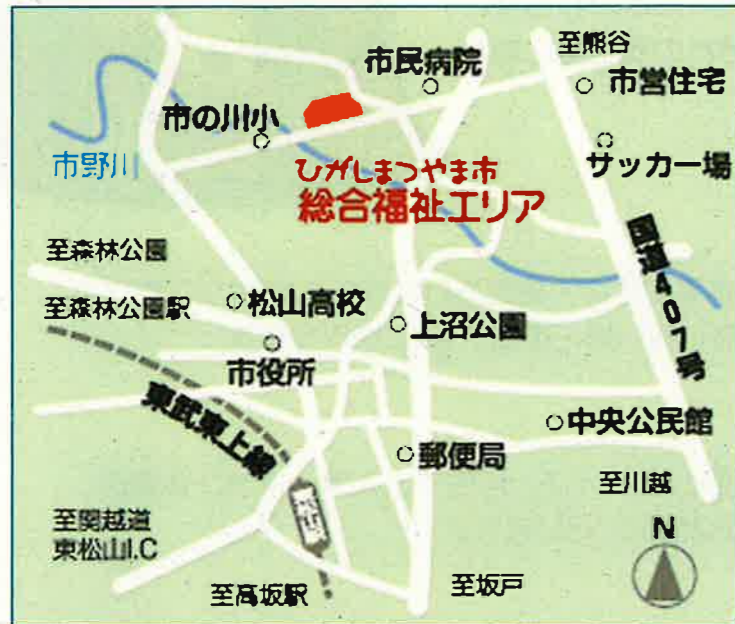 至熊谷
市民病院
市営住宅
市の川小
サッカー場
市野川
ひがしまつやま市
総合福祉エリア
至森林公園
国道407号
至森林公園駅
松山高校
上沼公園
市役所
東武東上線
中央公民館
郵便局
至川越
至関越道
東松山I.C
N
至高坂駅
至坂戸